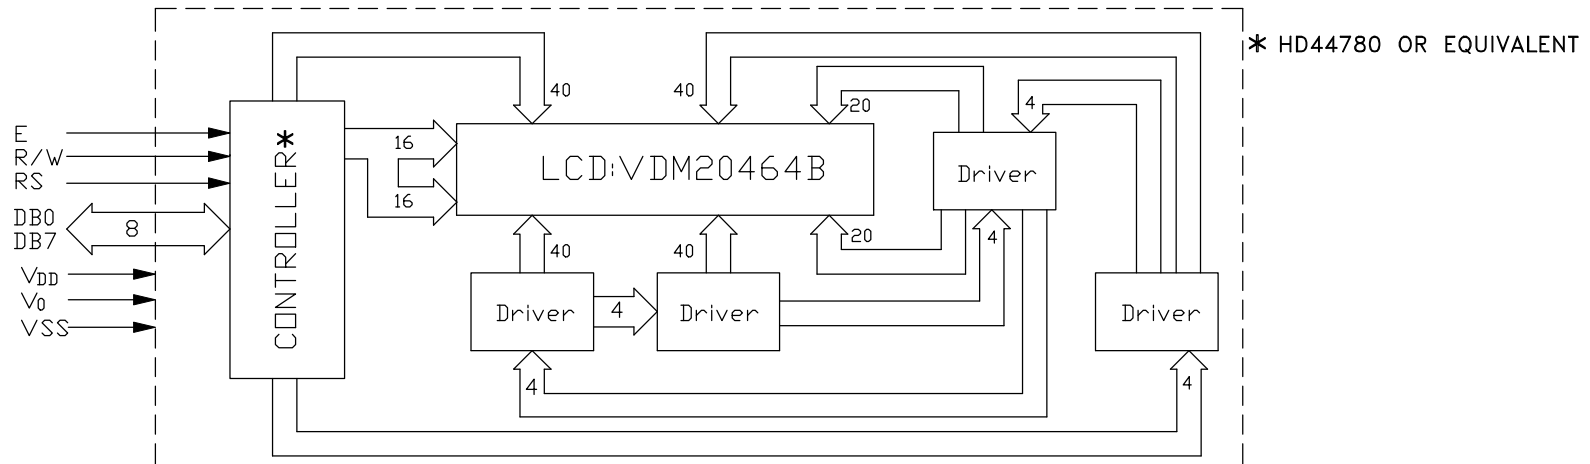 * HD44780 OR EQUIVALENT
40
40
20
4
E
R/W
RS
DB0
DB7
8
VDD
V0
VSS
CONTROLLER*
16
16
LCD:VDM20464B
Driver
40
40
20
4
Driver
4
Driver
Driver
4
4